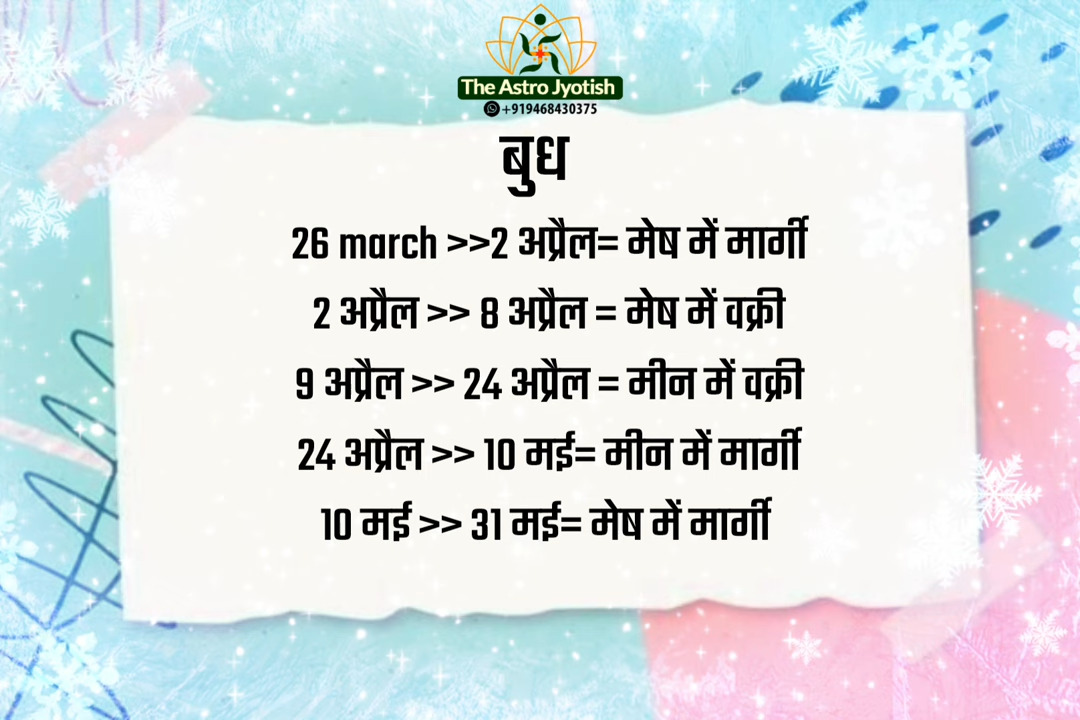 The Astro Jyotish
+919468430375
बुध
26 march >>2 अप्रैल= मेष में मार्गी
2 अप्रैल >> 8 अप्रैल = मेष में वक्री
9 अप्रैल >> 24 अप्रैल = मीन में वक्री
24 अप्रैल >> 10 मई= मीन में मार्गी
10 मई >> 31 मई= मेष में मार्गी